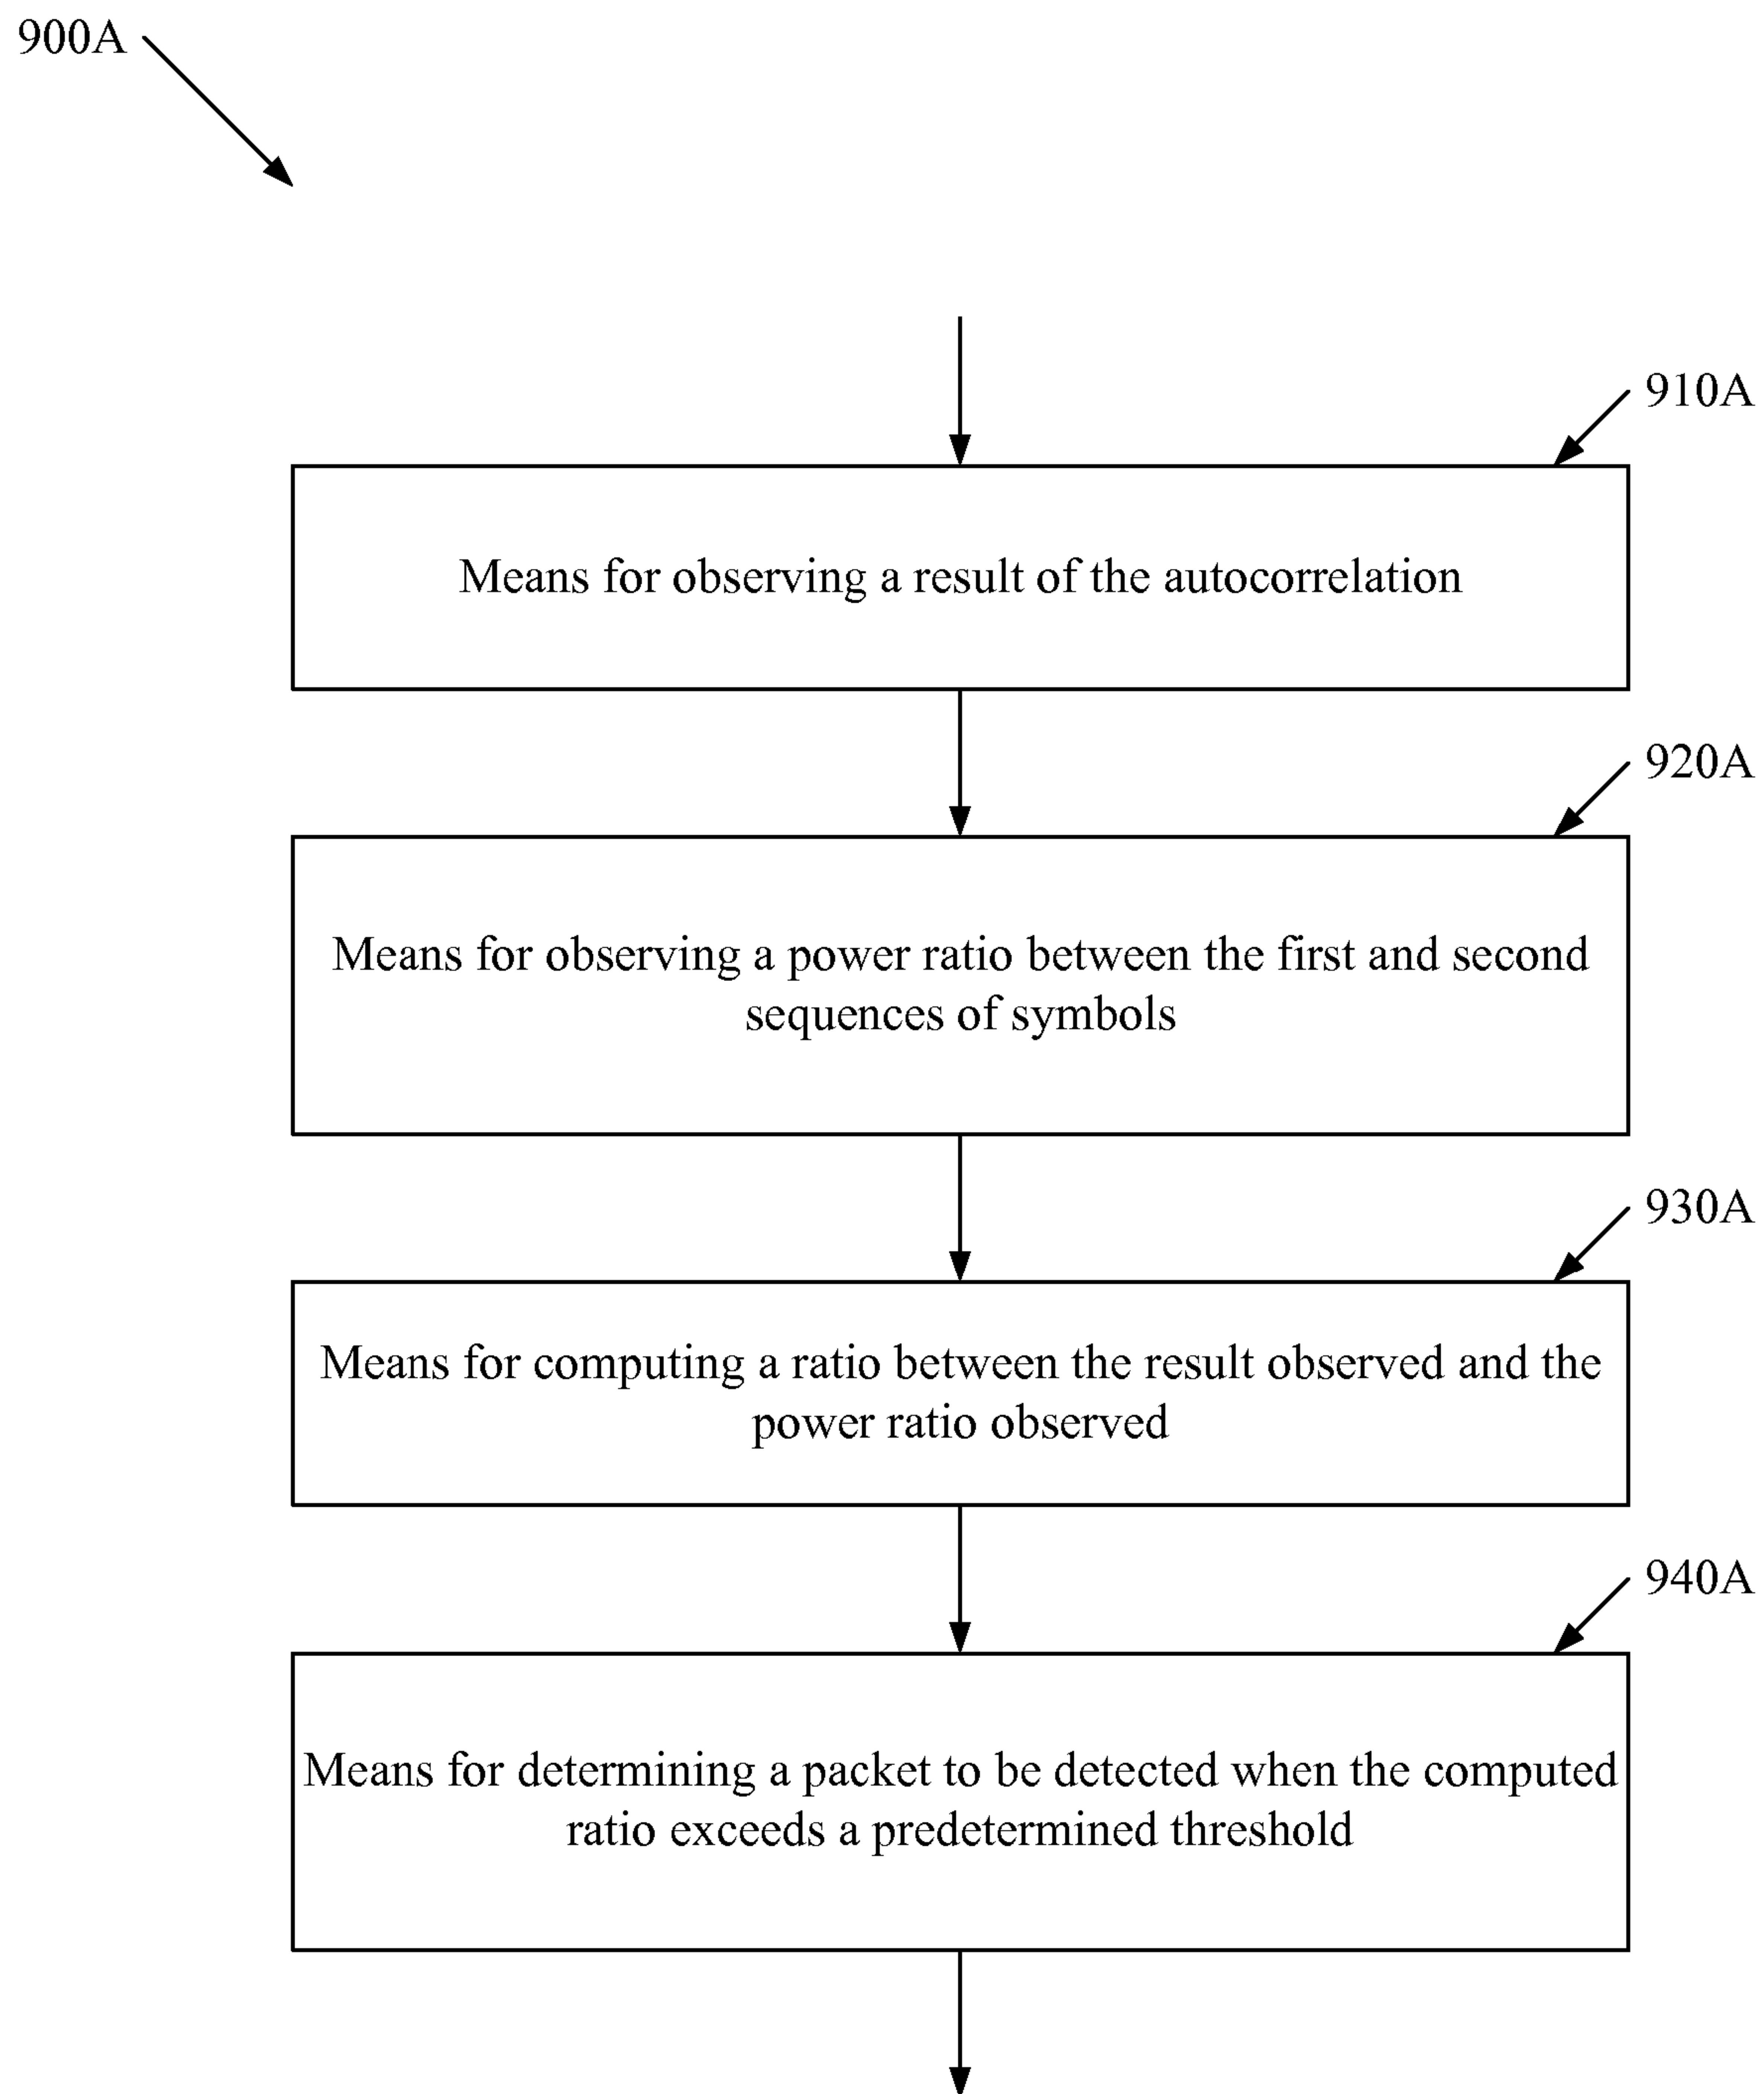 900A
910A
Means for observing a result of the autocorrelation
920A
Means for observing a power ratio between the first and second
sequences of symbols
930A
Means for computing a ratio between the result observed and the
power ratio observed
940A
Means for determining a packet to be detected when the computed
ratio exceeds a predetermined threshold